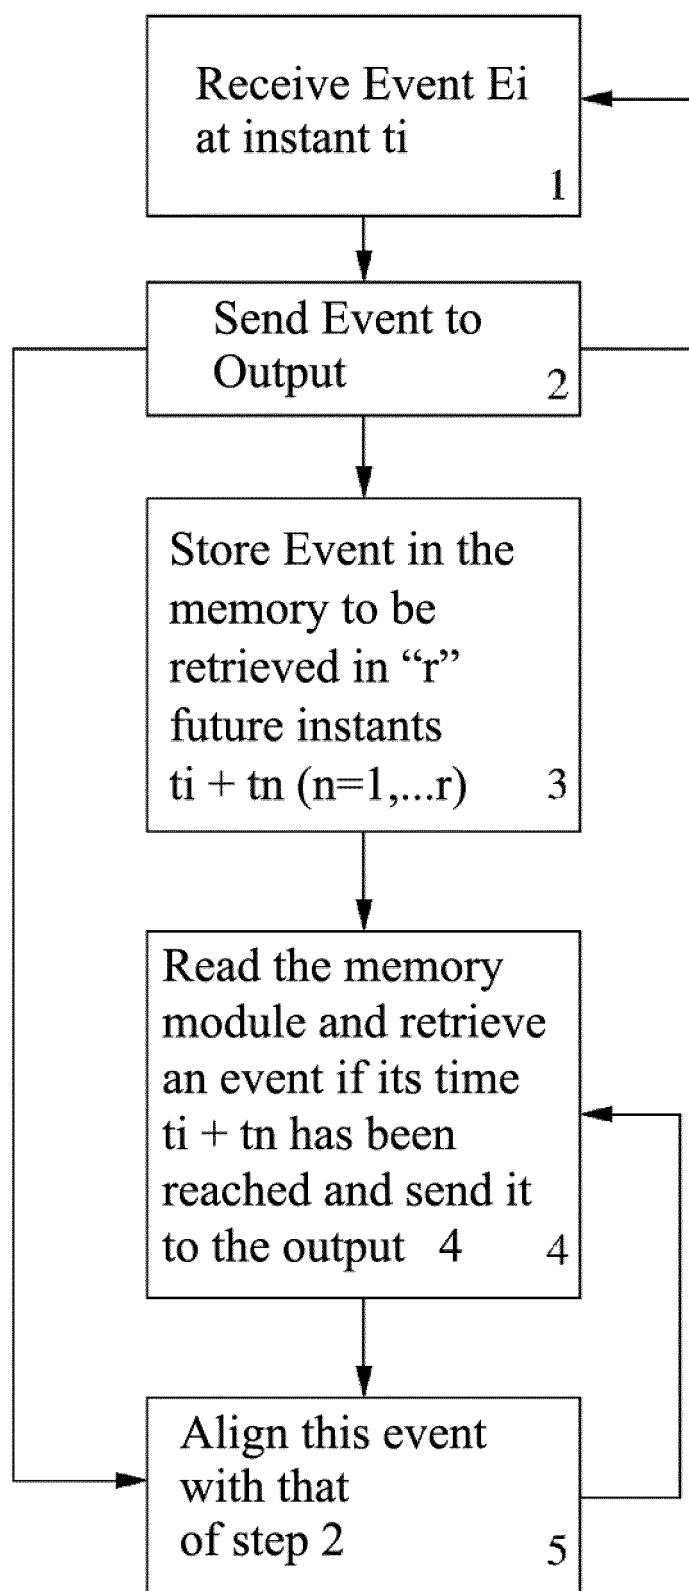 Receive Event Ei
at instant ti
1
Send Event to
Output
2
Store Event in the
memory to be
retrieved in “r”
future instants
ti + tn (n=1,...r)
3
Read the memory
module and retrieve
an event if its time
ti + tn has been
reached and send it
to the output 4
4
Align this event
with that
of step 2
5